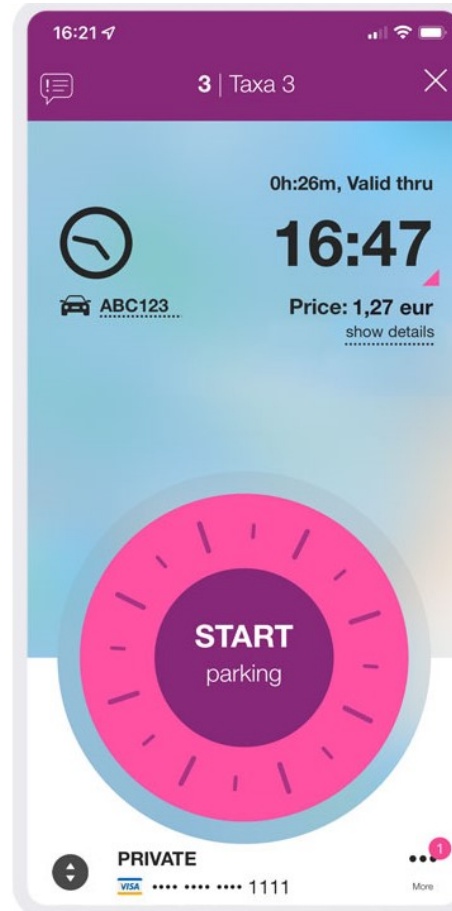 16:21
3 | Taxa 3
0h:26m, Valid thru
16:47
ABC123
Price: 1,27 eur
show details
START
parking
PRIVATE
VISA •••• •••• •••• 1111
1
More